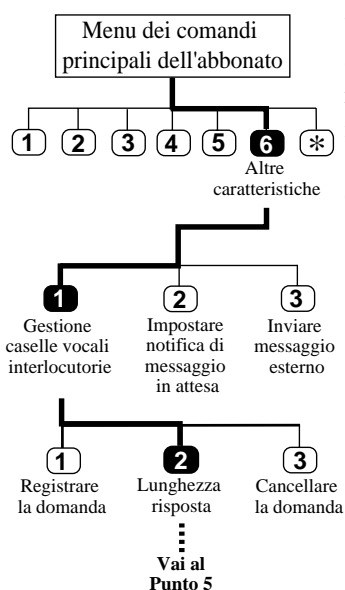 Menu dei comandi
principali dell'abbonato
1 2 3 4 5 6 *
Altre
caratteristiche
1 2 3
Gestione
caselle vocali
interlocutorie
Impostare
notifica di
messaggio
in attesa
Inviare
messaggio
esterno
1 2 3
Registrare
la domanda
Lunghezza
risposta
Cancellare
la domanda
Vai al
Punto 5